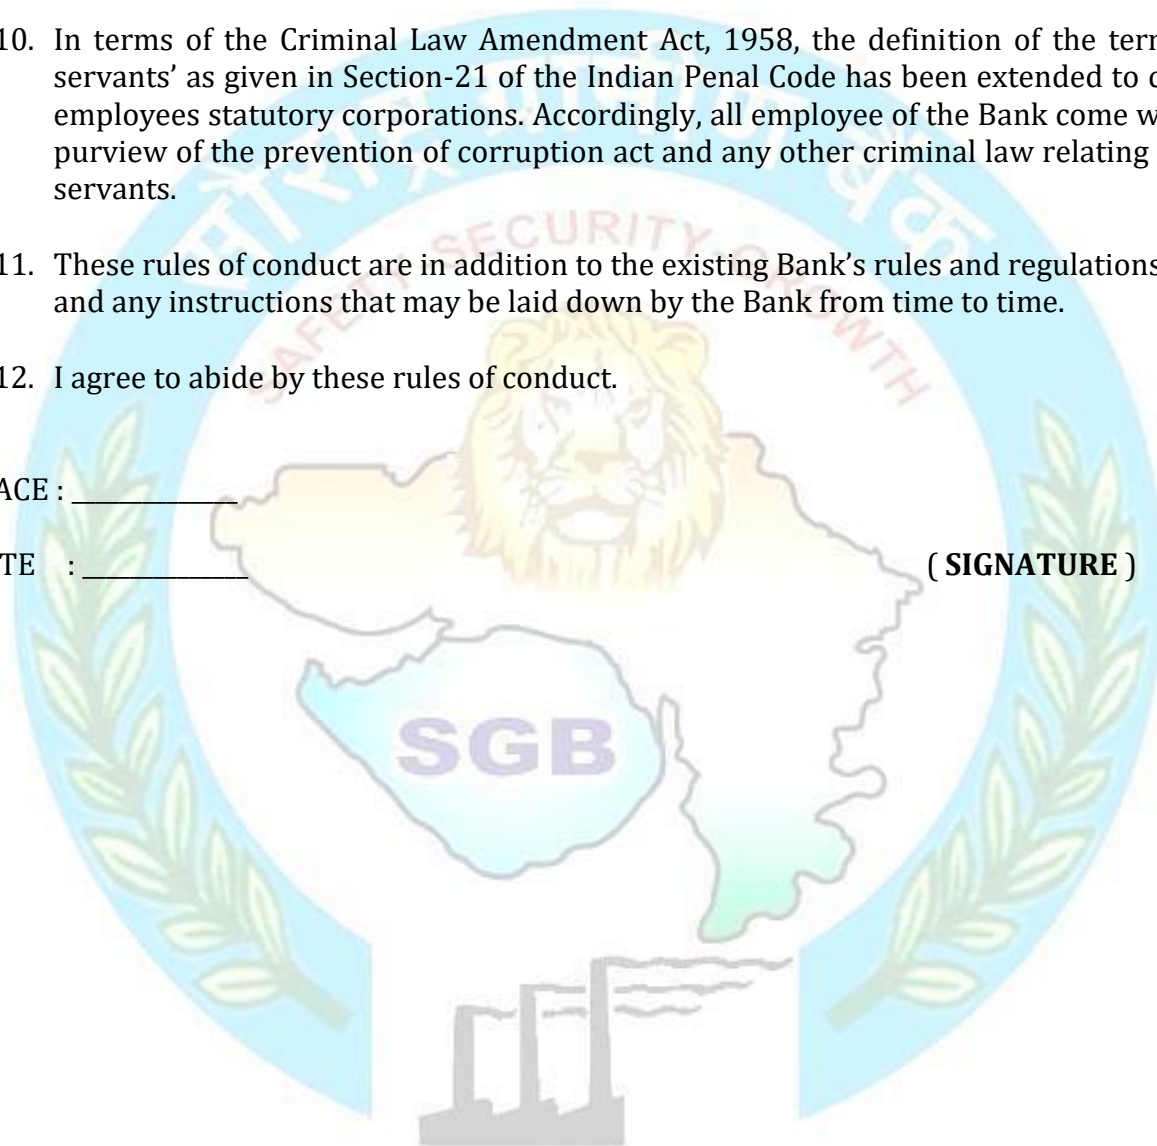 10. In terms of the Criminal Law Amendment Act, 1958, the definition of the term
servants’ as given in Section-21 of the Indian Penal Code has been extended to
employees statutory corporations. Accordingly, all employee of the Bank come
purview of the prevention of corruption act and any other criminal law relating
servants.
11. These rules of conduct are in addition to the existing Bank’s rules and regulations
and any instructions that may be laid down by the Bank from time to time.
12. I agree to abide by these rules of conduct.
ACE : ______________
TE : ______________ ( SIGNATURE )
सौराष्ट्र ग्रामीण बैंक
SAFETY SECURITY GROWTH
SGB